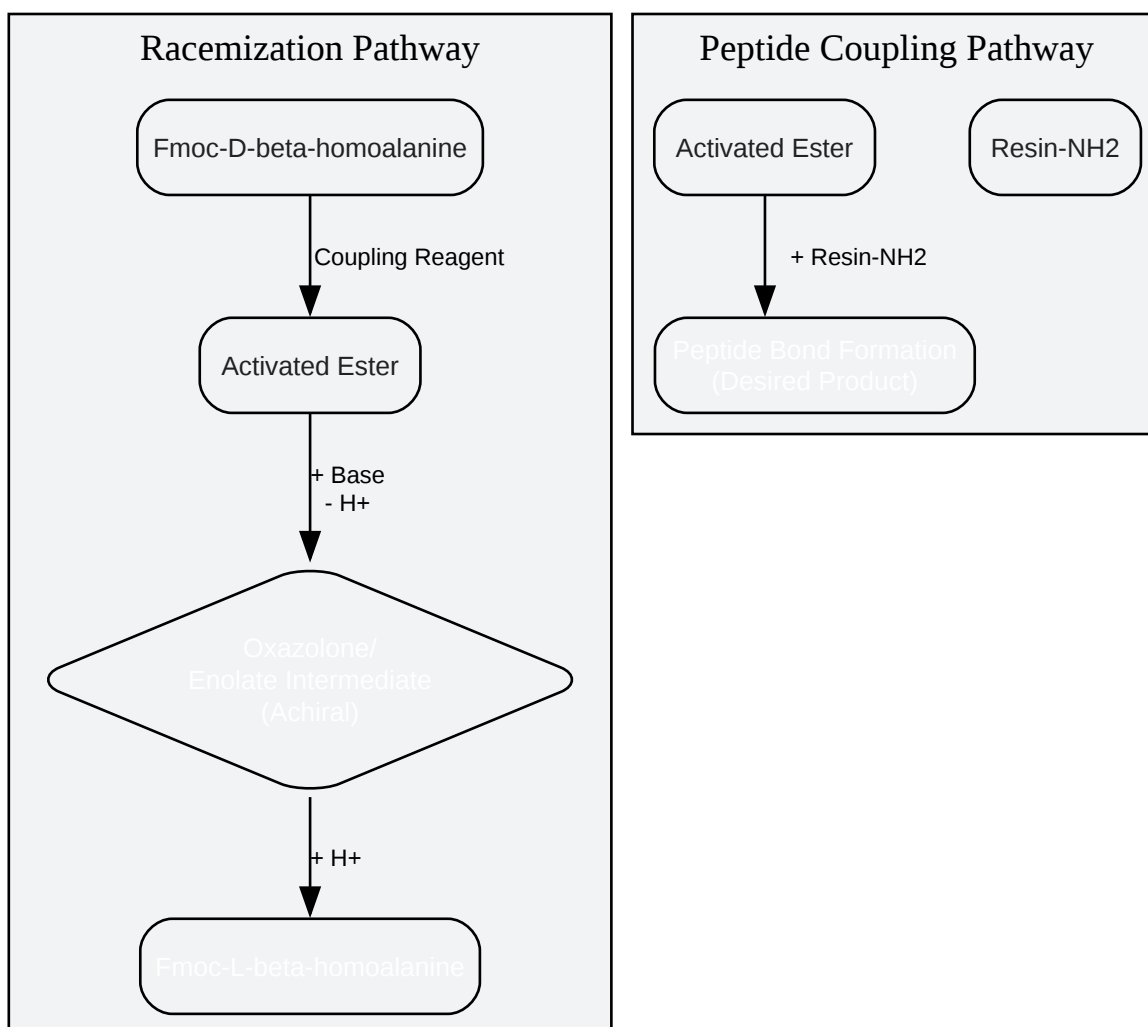 Racemization Pathway
Fmoc-D-beta-homoalanine
Coupling Reagent
Activated Ester
+ Base
- H+
Oxazolone/
Enolate Intermediate
(Achiral)
+ H+
Fmoc-L-beta-homoalanine
Peptide Coupling Pathway
Activated Ester
Resin-NH2
+ Resin-NH2
Peptide Bond Formation
(Desired Product)